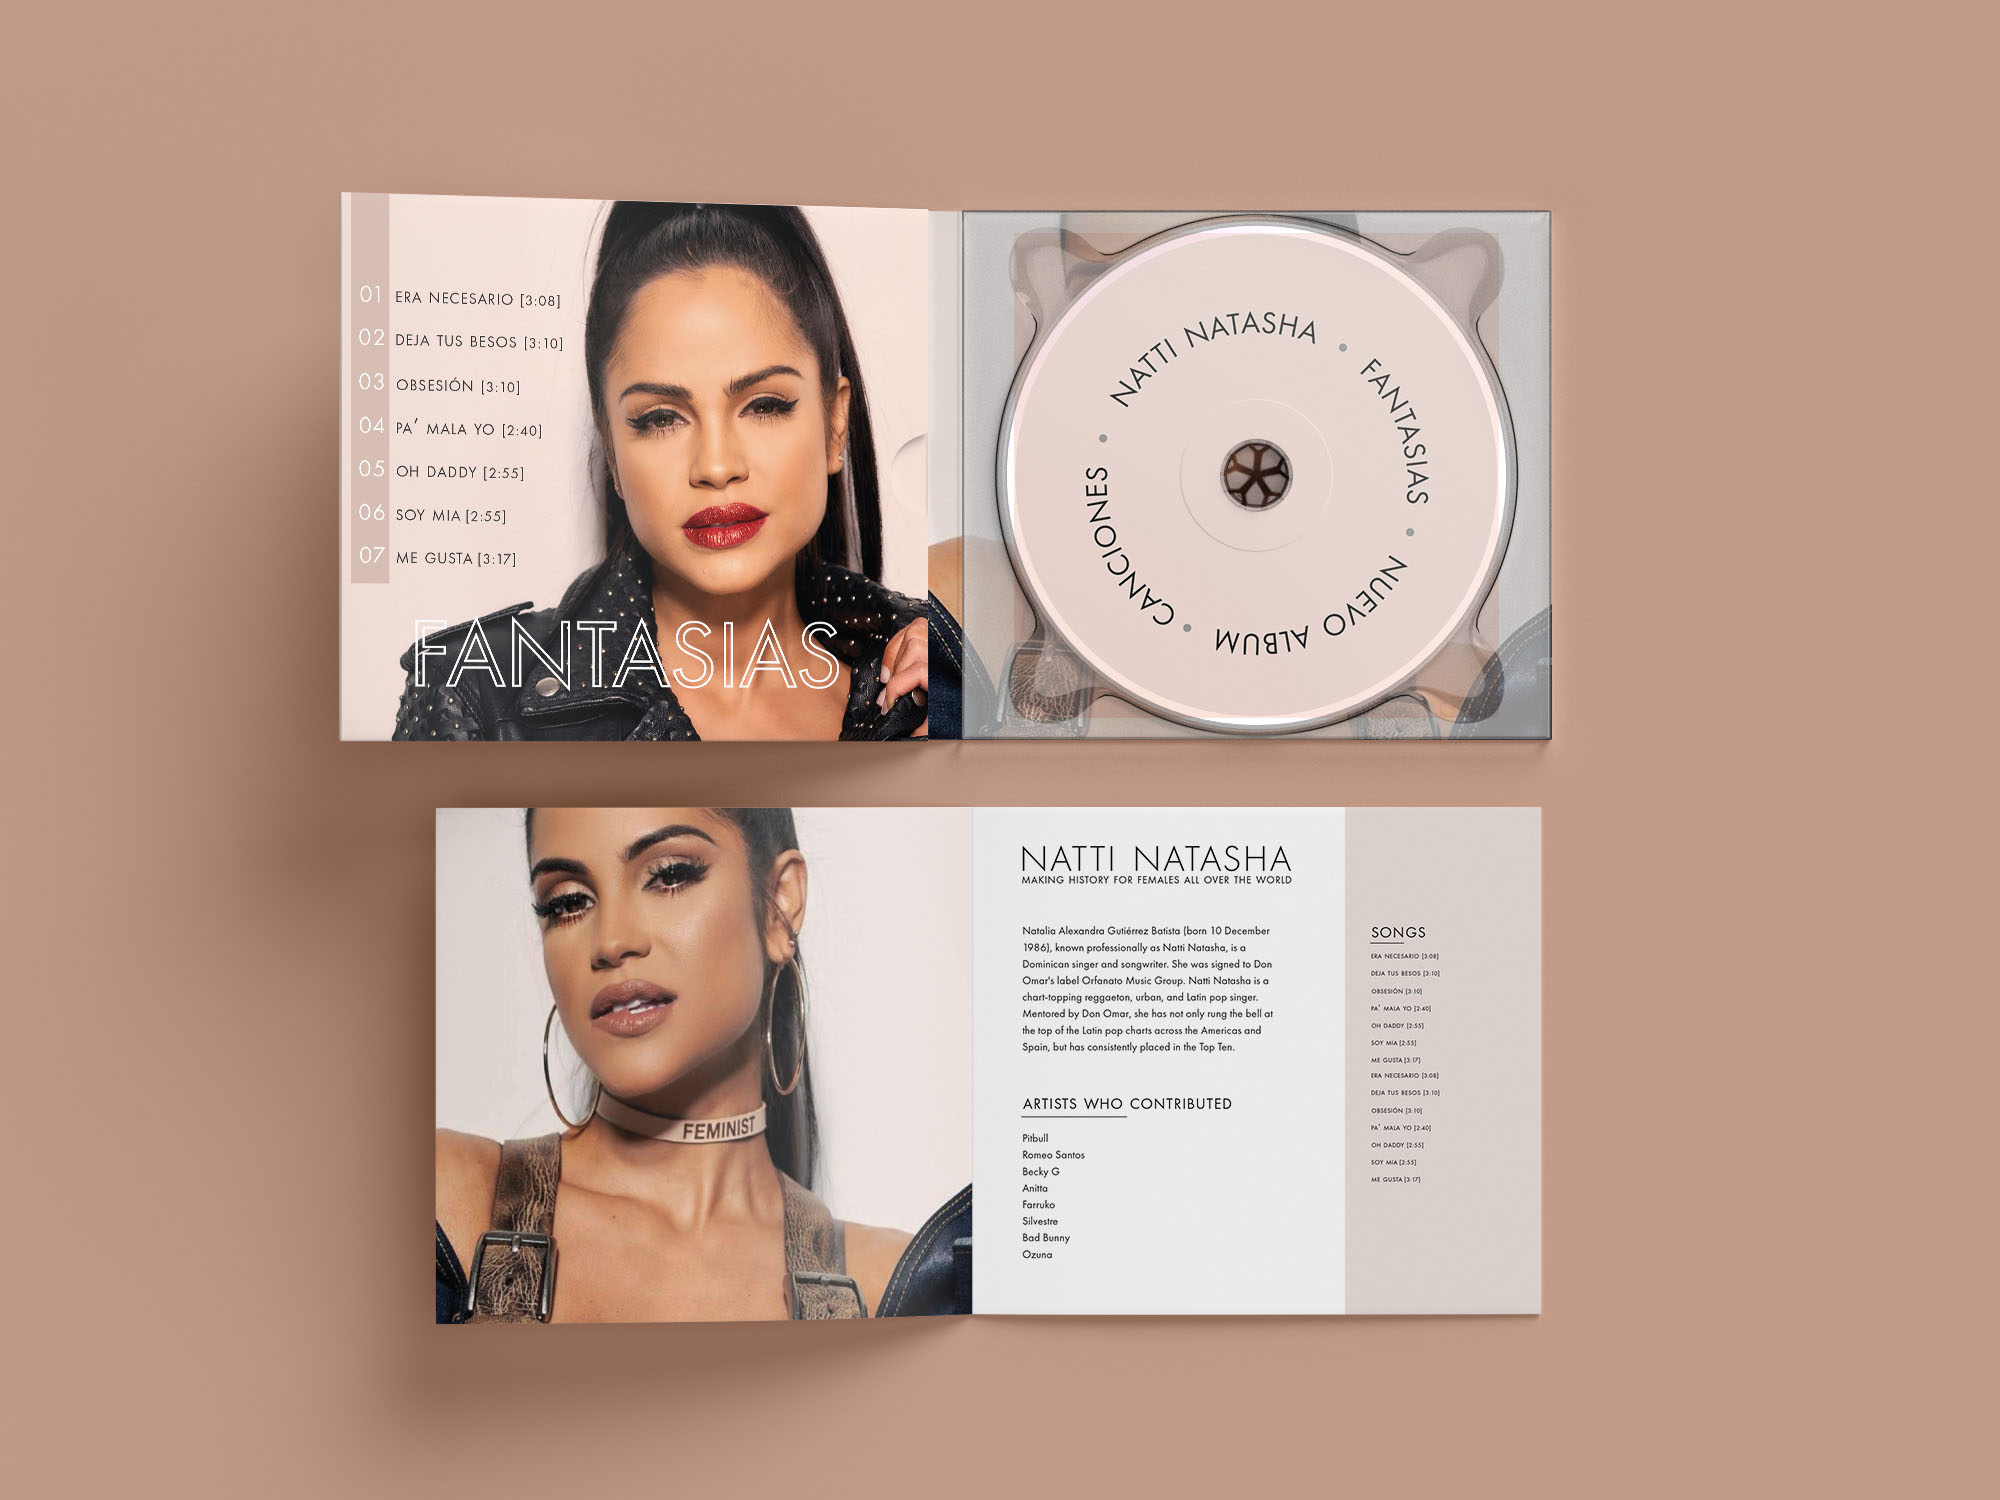 01 ERA NECESARIO [3:08]
02 DEJA TUS BESOS [3:10]
03 OBSESIÓN [3:10]
04 PA' MALA YO [2:40]
05 OH DADDY [2:55]
06 SOY MIA [2:55]
07 ME GUSTA [3:17]
FANTASIAS
NATTI NATASHA • FANTASIAS • NUEVO ALBUM • CANCIONES •
FEMINIST
NATTI NATASHA
MAKING HISTORY FOR FEMALES ALL OVER THE WORLD
Natalia Alexandra Gutiérrez Batista (born 10 December
1986), known professionally as Natti Natasha, is a
Dominican singer and songwriter. She was signed to Don
Omar's label Orfanato Music Group. Natti Natasha is a
chart-topping reggaeton, urban, and Latin pop singer.
Mentored by Don Omar, she has not only rung the bell at
the top of the Latin pop charts across the Americas and
Spain, but has consistently placed in the Top Ten.
ARTISTS WHO CONTRIBUTED
Pitbull
Romeo Santos
Becky G
Anitta
Farruko
Silvestre
Bad Bunny
Ozuna
SONGS
ERA NECESARIO [3:08]
DEJA TUS BESOS [3:10]
OBSESIÓN [3:10]
PA' MALA YO [2:40]
OH DADDY [2:55]
SOY MIA [2:55]
ME GUSTA [3:17]
ERA NECESARIO [3:08]
DEJA TUS BESOS [3:10]
OBSESIÓN [3:10]
PA' MALA YO [2:40]
OH DADDY [2:55]
SOY MIA [2:55]
ME GUSTA [3:17]